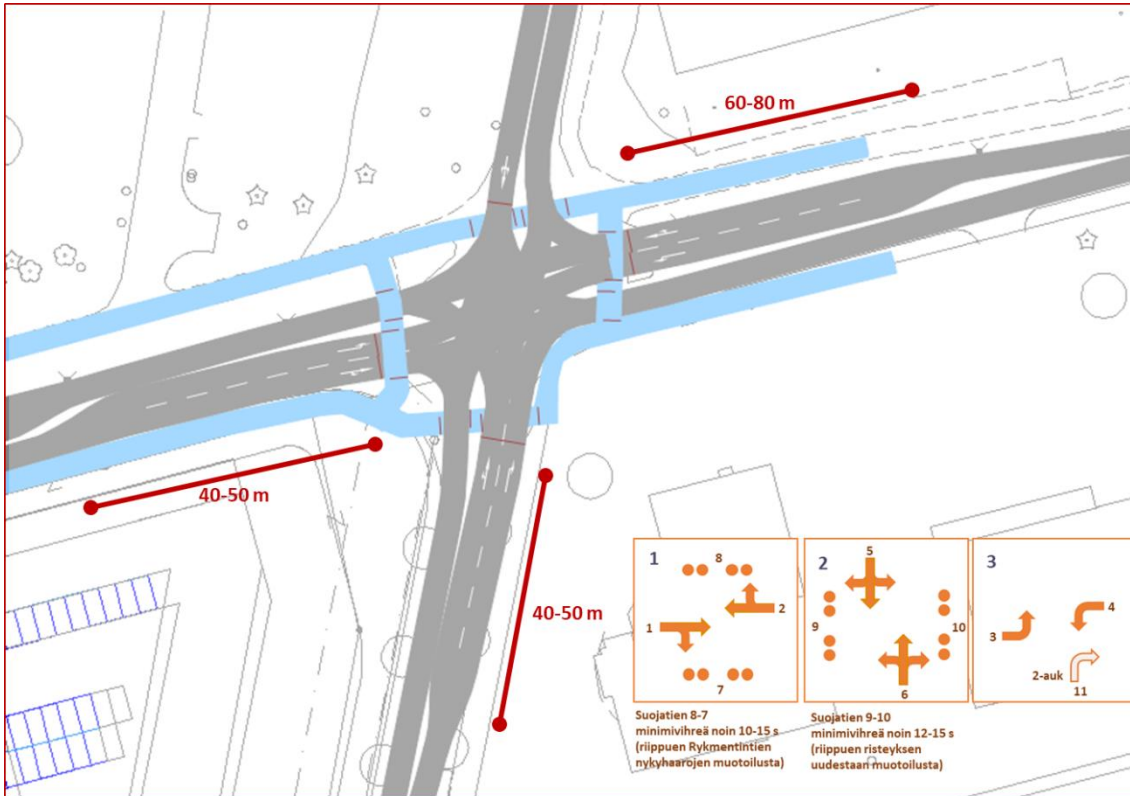 60-80 m
40-50 m
40-50 m
1
8
2
1
7
2
5
9
10
6
3
3
4
2-auk
11
Suojatien 8-7
minimivihreä noin 10-15 s
(riippuen Rykmentintien
nykyhaarojen muotoilusta)
Suojatien 9-10
minimivihreä noin 12-15 s
(riippuen risteyksen
uudestaan muotoilusta)